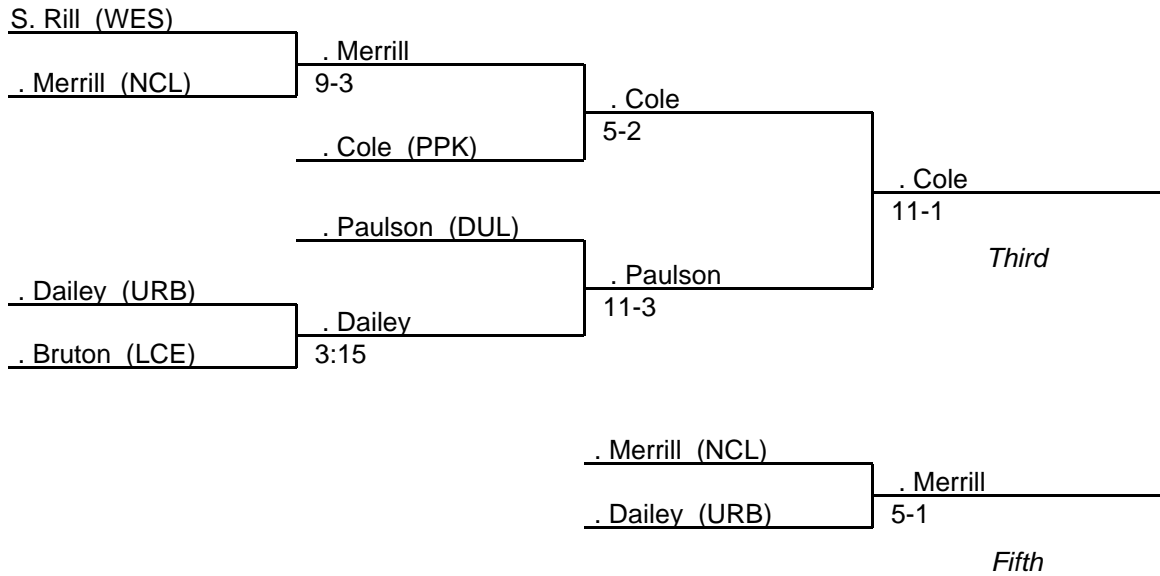 S. Rill (WES)
. Merrill
. Merrill (NCL)
9-3
. Cole
5-2
. Cole (PPK)
. Cole
11-1
. Paulson (DUL)
Third
. Paulson
. Dailey (URB)
11-3
. Dailey
. Bruton (LCE)
3:15
. Merrill (NCL)
. Merrill
. Dailey (URB)
5-1
Fifth